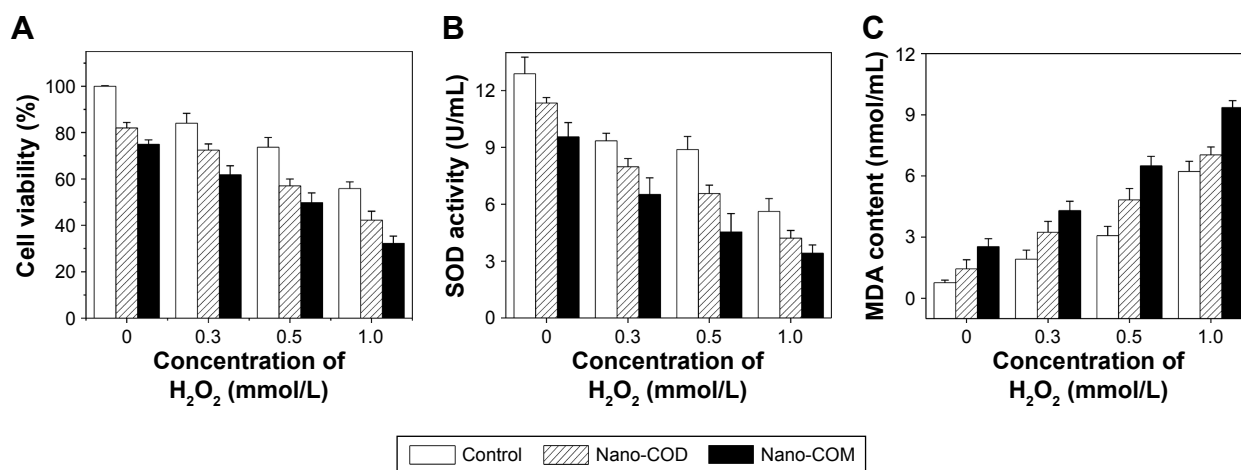 A
Cell viability (%)
100
80
60
40
20
0
0 0.3 0.5 1.0
Concentration of
H₂O₂ (mmol/L)
B
SOD activity (U/mL)
12
9
6
3
0
0 0.3 0.5 1.0
Concentration of
H₂O₂ (mmol/L)
C
MDA content (nmol/mL)
12
9
6
3
0
0 0.3 0.5 1.0
Concentration of
H₂O₂ (mmol/L)
Control Nano-COD Nano-COM